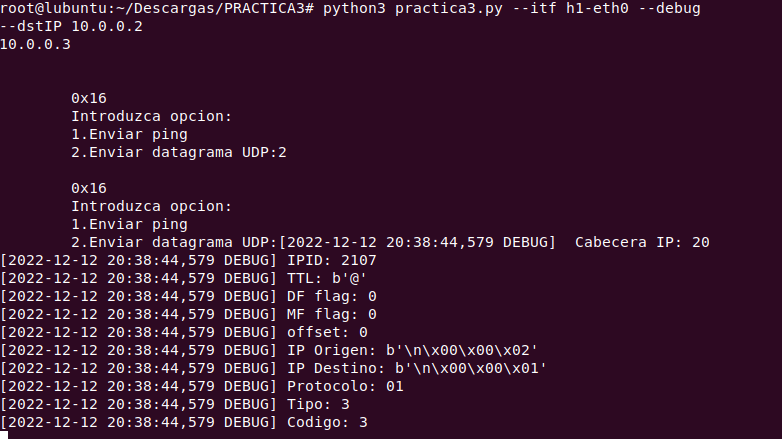 root@lubuntu:~/Descargas/PRACTICA3# python3 practica3.py --itf h1-eth0 --debug
--dstIP 10.0.0.2
10.0.0.3
0x16
Introduzca opcion:
1.Enviar ping
2.Enviar datagrama UDP:2
0x16
Introduzca opcion:
1.Enviar ping
2.Enviar datagrama UDP:[2022-12-12 20:38:44,579 DEBUG]  Cabecera IP: 20
[2022-12-12 20:38:44,579 DEBUG] IPID: 2107
[2022-12-12 20:38:44,579 DEBUG] TTL: b'@'
[2022-12-12 20:38:44,579 DEBUG] DF flag: 0
[2022-12-12 20:38:44,579 DEBUG] MF flag: 0
[2022-12-12 20:38:44,579 DEBUG] offset: 0
[2022-12-12 20:38:44,579 DEBUG] IP Origen: b'\n\x00\x00\x02'
[2022-12-12 20:38:44,579 DEBUG] IP Destino: b'\n\x00\x00\x01'
[2022-12-12 20:38:44,579 DEBUG] Protocolo: 01
[2022-12-12 20:38:44,579 DEBUG] Tipo: 3
[2022-12-12 20:38:44,579 DEBUG] Codigo: 3